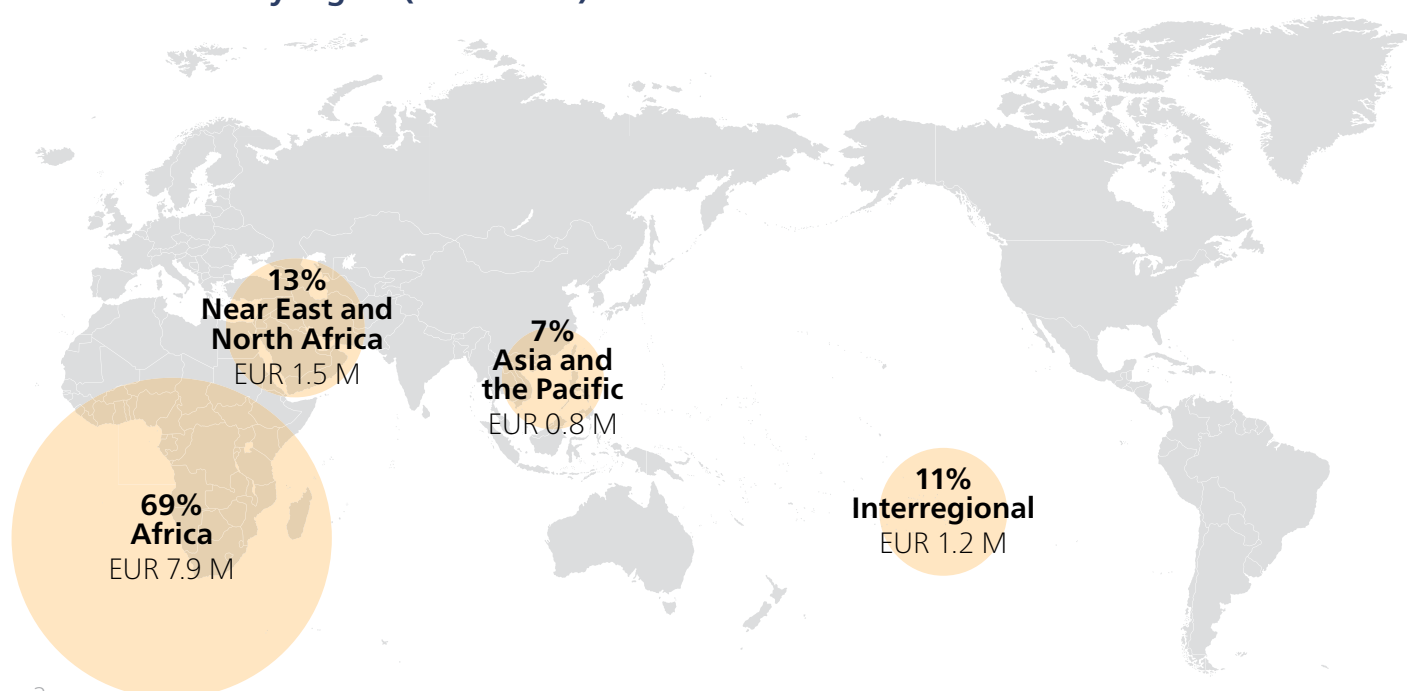 13%
Near East and
North Africa
EUR 1.5 M
7%
Asia and
the Pacific
EUR 0.8 M
69%
Africa
EUR 7.9 M
11%
Interregional
EUR 1.2 M